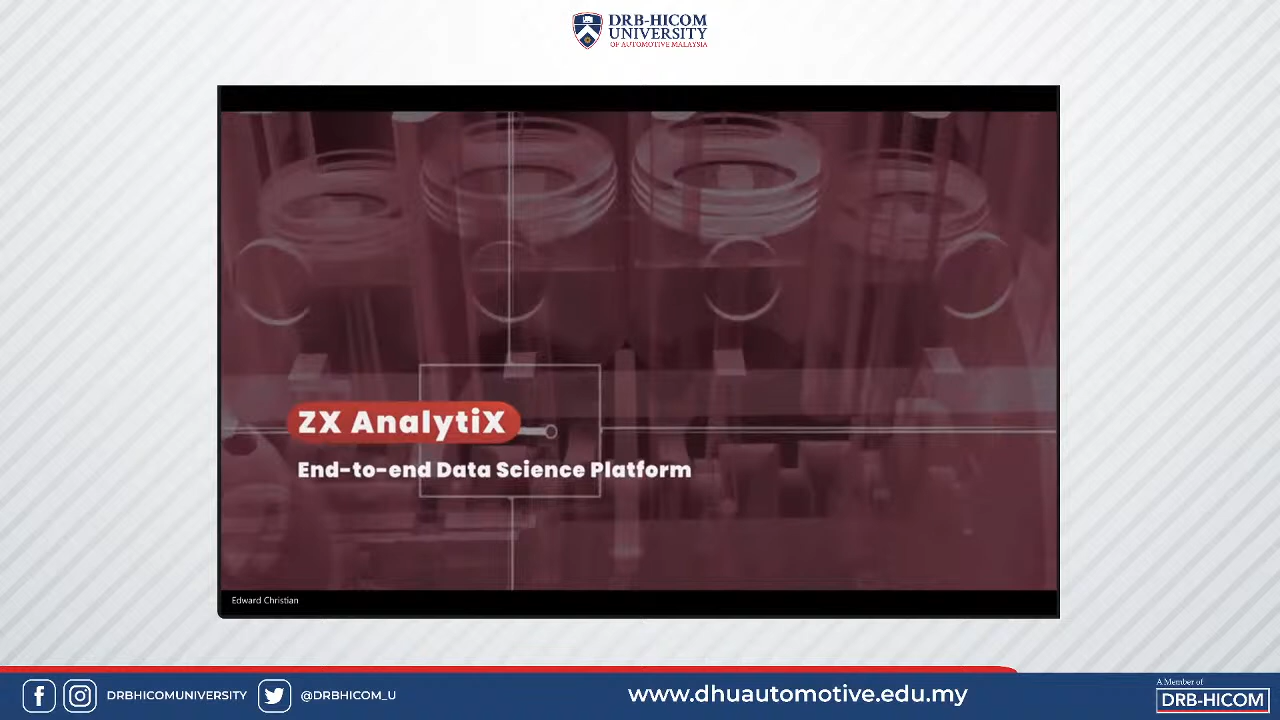 DRB-HICOM
UNIVERSITY
OF AUTOMOTIVE MALAYSIA
ZX AnalytiX
End-to-end Data Science Platform
Edward Christian
DRBHICOMUNIVERSITY
@DRBHICOM_U
www.dhuautomotive.edu.my
A Member of
DRB-HICOM